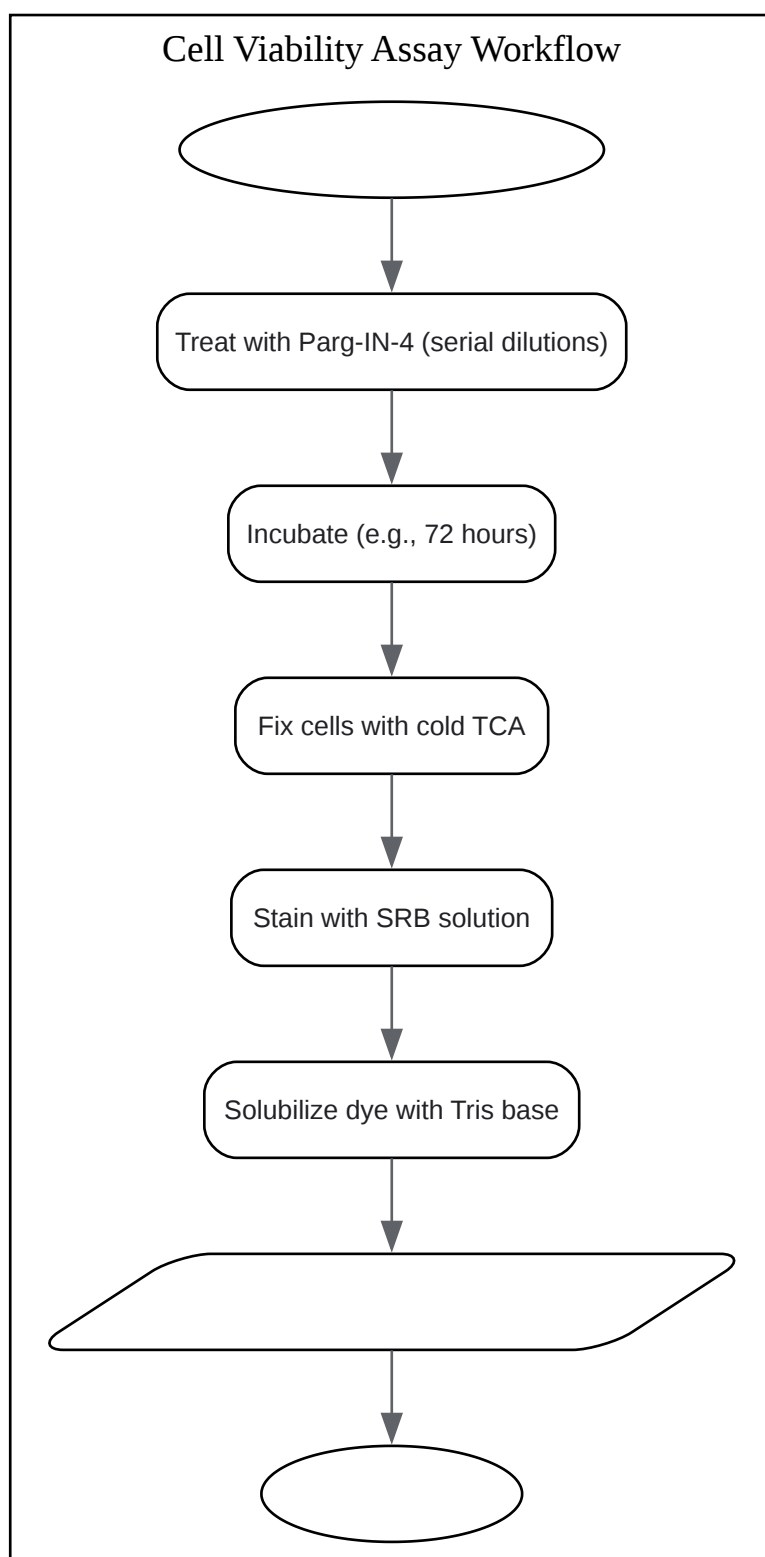 Cell Viability Assay Workflow
Treat with Parg-IN-4 (serial dilutions)
Incubate (e.g., 72 hours)
Fix cells with cold TCA
Stain with SRB solution
Solubilize dye with Tris base